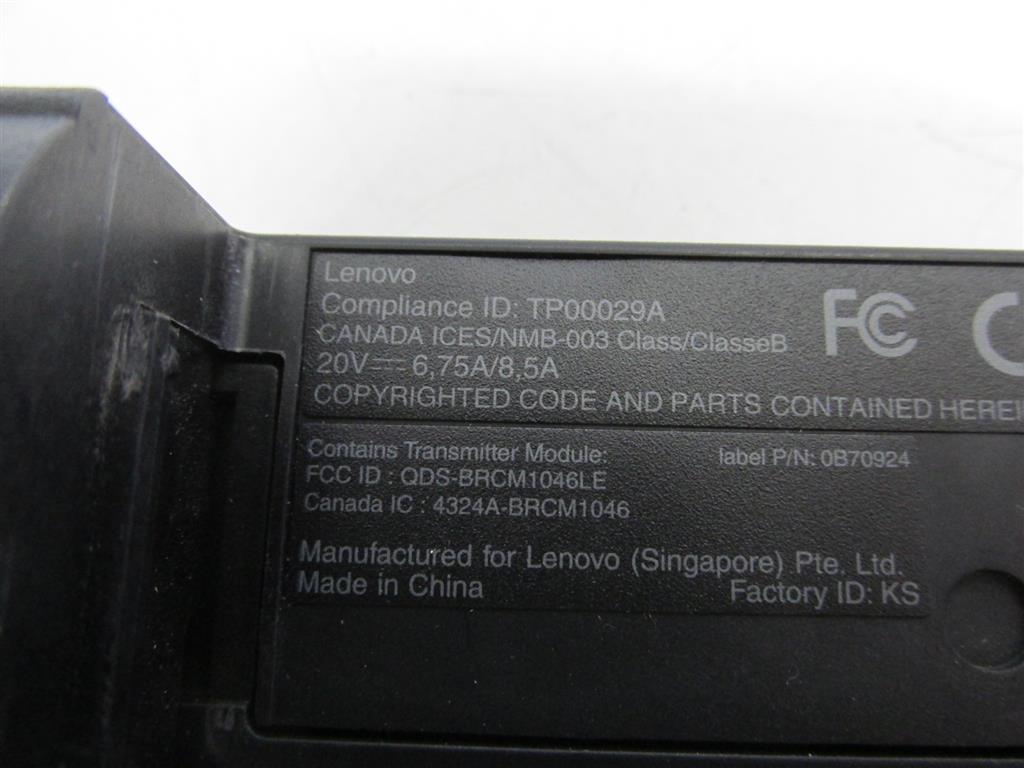 Lenovo
Compliance ID: TP00029A
CANADA ICES/NMB-003 Class/ClasseB
20V⎓6,75A/8,5A
COPYRIGHTED CODE AND PARTS CONTAINED
FC
Contains Transmitter Module: label P/N: 0B70924
FCC ID : QDS-BRCM1046LE
Canada IC : 4324A-BRCM1046
Manufactured for Lenovo (Singapore) Pte. Ltd.
Made in China Factory ID: KS